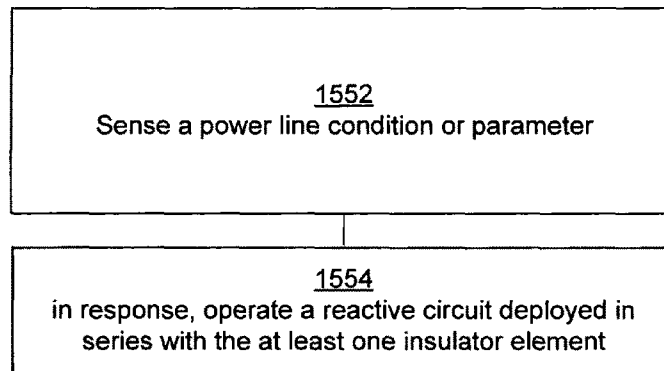 1552
Sense a power line condition or parameter
1554
in response, operate a reactive circuit deployed in
series with the at least one insulator element